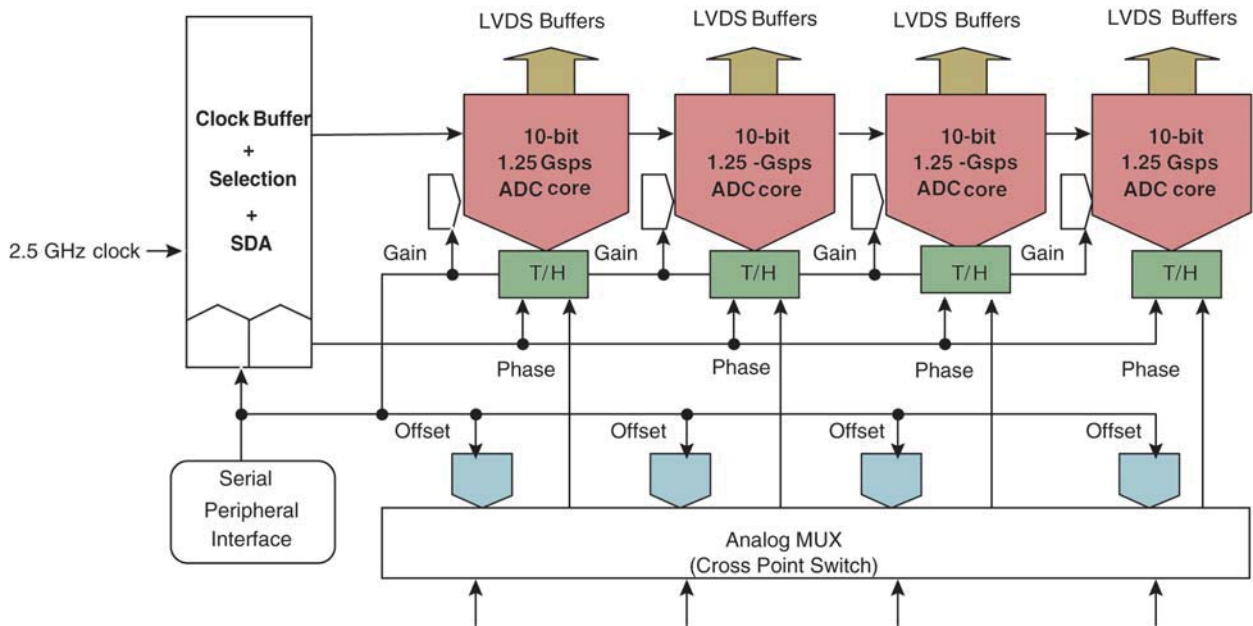 LVDS Buffers
LVDS Buffers
LVDS Buffers
LVDS Buffers
Clock Buffer
+
Selection
+
SDA
10-bit
1.25 Gsps
ADC core
10-bit
1.25 -Gsps
ADC core
10-bit
1.25 -Gsps
ADC core
10-bit
1.25 Gsps
ADC core
2.5 GHz clock
Gain
T/H
Gain
T/H
Gain
T/H
Gain
T/H
Phase
Phase
Phase
Phase
Offset
Offset
Offset
Offset
Serial
Peripheral
Interface
Analog MUX
(Cross Point Switch)